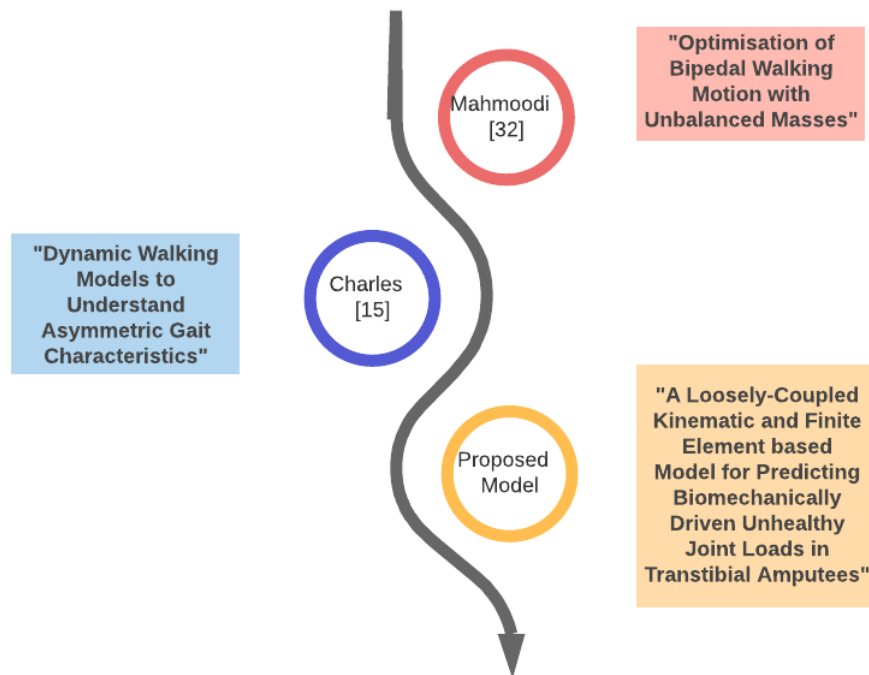 "Optimisation of
Bipedal Walking
Motion with
Unbalanced Masses"
Mahmoodi
[32]
"Dynamic Walking
Models to
Understand
Asymmetric Gait
Characteristics"
Charles
[15]
"A Loosely-Coupled
Kinematic and Finite
Element based
Model for Predicting
Biomechanically
Driven Unhealthy
Joint Loads in
Transtibial Amputees"
Proposed
Model